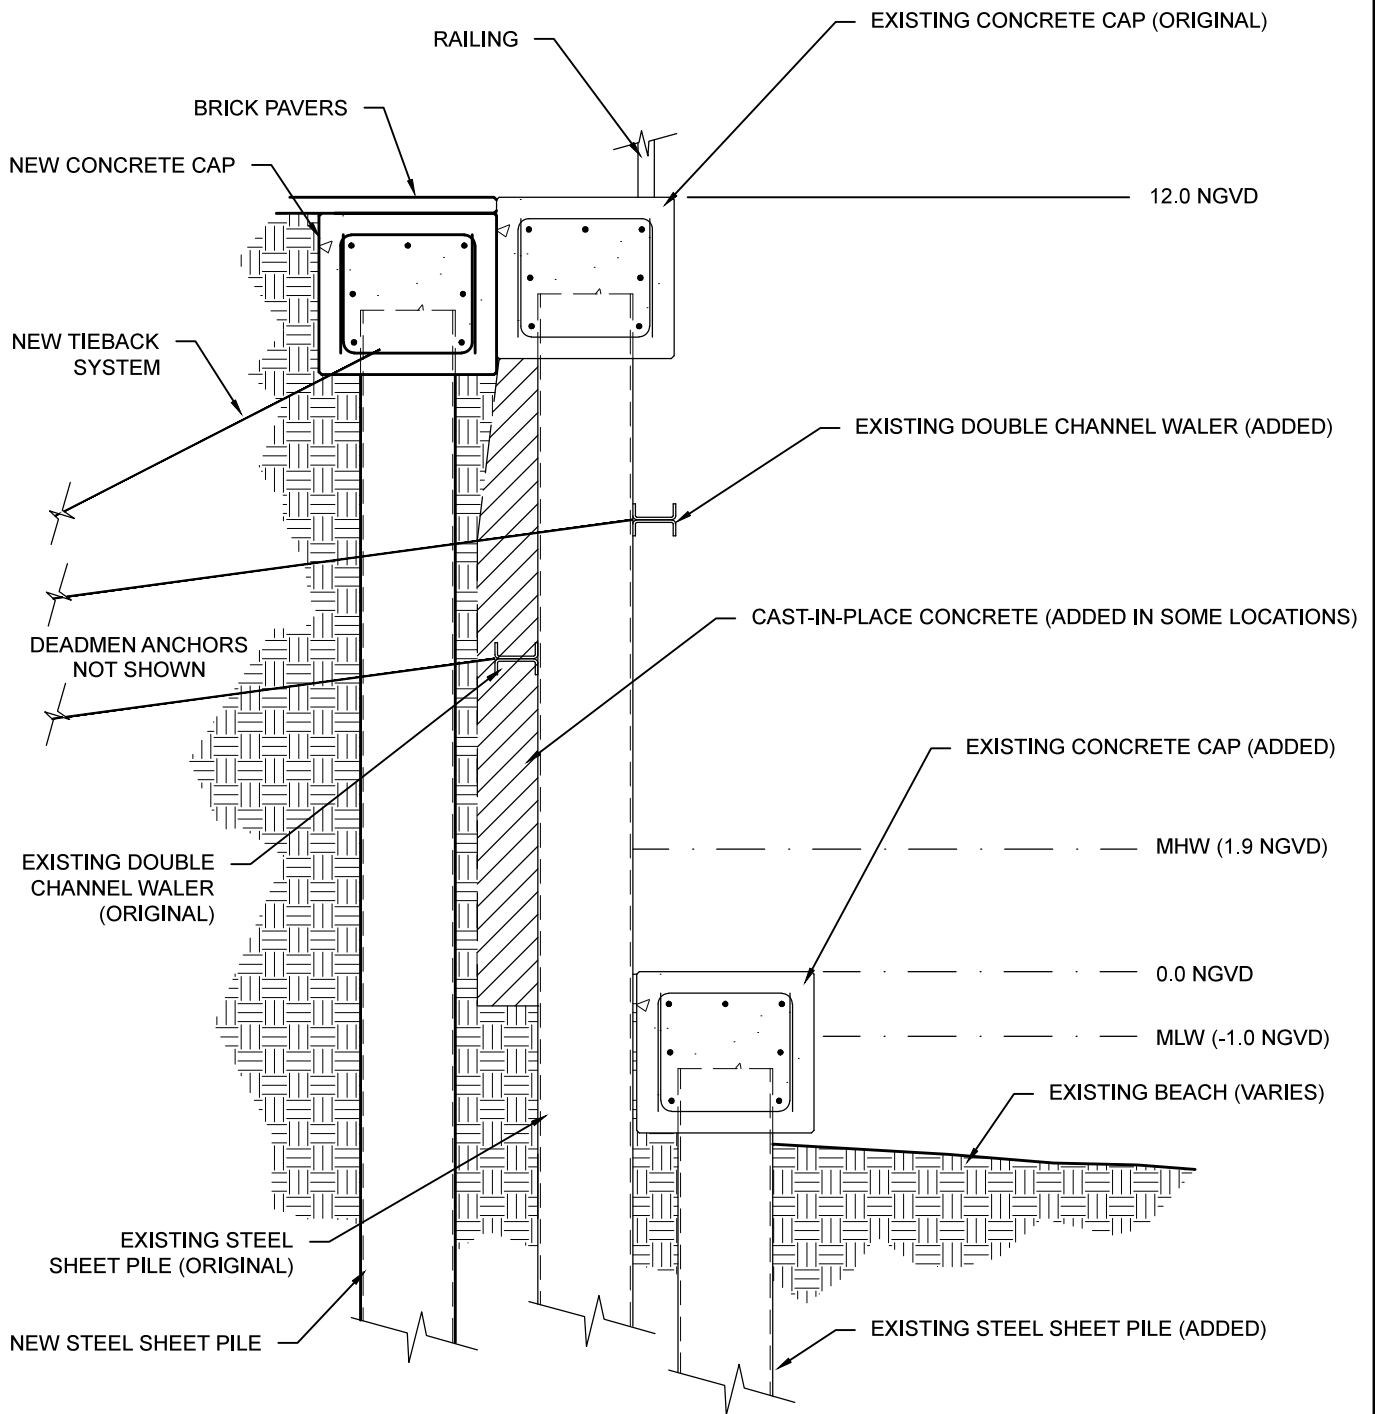 EXISTING CONCRETE CAP (ORIGINAL)
RAILING
BRICK PAVERS
NEW CONCRETE CAP
12.0 NGVD
NEW TIEBACK
SYSTEM
EXISTING DOUBLE CHANNEL WALER (ADDED)
CAST-IN-PLACE CONCRETE (ADDED IN SOME LOCATIONS)
DEADMEN ANCHORS
NOT SHOWN
EXISTING CONCRETE CAP (ADDED)
MHW (1.9 NGVD)
EXISTING DOUBLE
CHANNEL WALER
(ORIGINAL)
0.0 NGVD
MLW (-1.0 NGVD)
EXISTING BEACH (VARIES)
EXISTING STEEL
SHEET PILE (ORIGINAL)
NEW STEEL SHEET PILE
EXISTING STEEL SHEET PILE (ADDED)